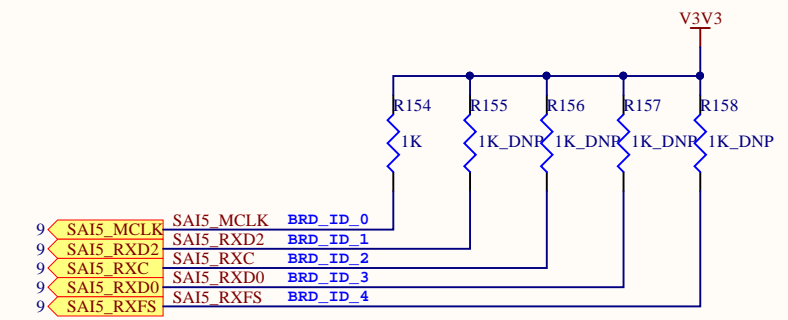 V3V3
R154 R155 R156 R157 R158
1K 1K_DNP 1K_DNP 1K_DNP 1K_DNP
9 SAI5_MCLK SAI5_MCLK BRD_ID_0
9 SAI5_RXD2 SAI5_RXD2 BRD_ID_1
9 SAI5_RXC SAI5_RXC BRD_ID_2
9 SAI5_RXD0 SAI5_RXD0 BRD_ID_3
9 SAI5_RXFS SAI5_RXFS BRD_ID_4